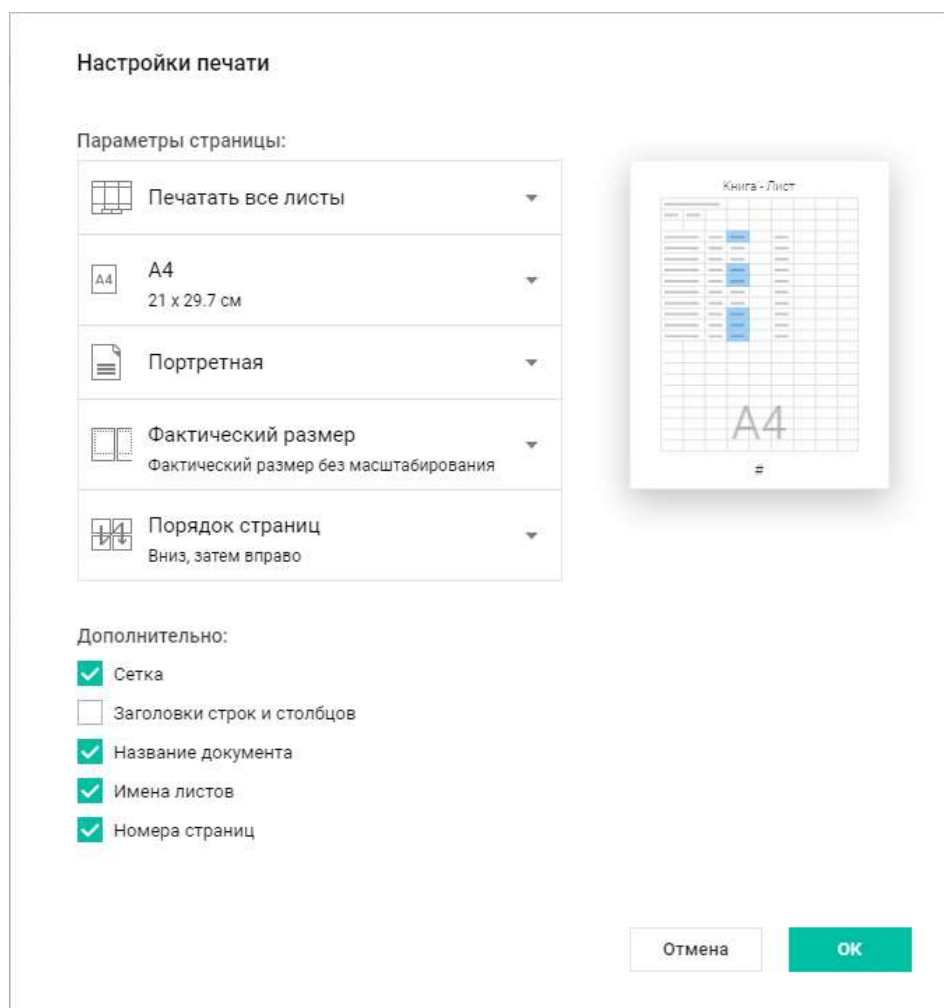 Настройки печати
Параметры страницы:
Печатать все листы
A4
A4
21 x 29.7 см
Портретная
Фактический размер
Фактический размер без масштабирования
Порядок страниц
Вниз, затем вправо
Книга - Лист
A4
#
Дополнительно:
Сетка
Заголовки строк и столбцов
Название документа
Имена листов
Номера страниц
Отмена
ОК